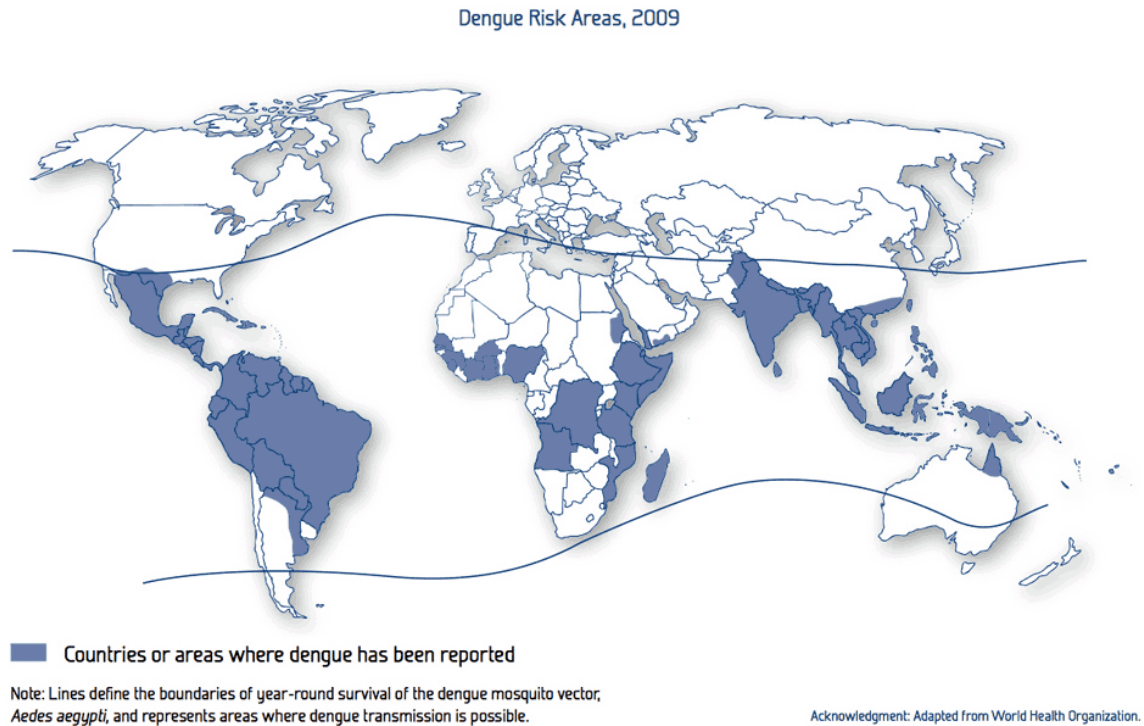 Dengue Risk Areas, 2009
Countries or areas where dengue has been reported
Note: Lines define the boundaries of year-round survival of the dengue mosquito vector,
Aedes aegypti, and represents areas where dengue transmission is possible.
Acknowledgment: Adapted from World Health Organization.